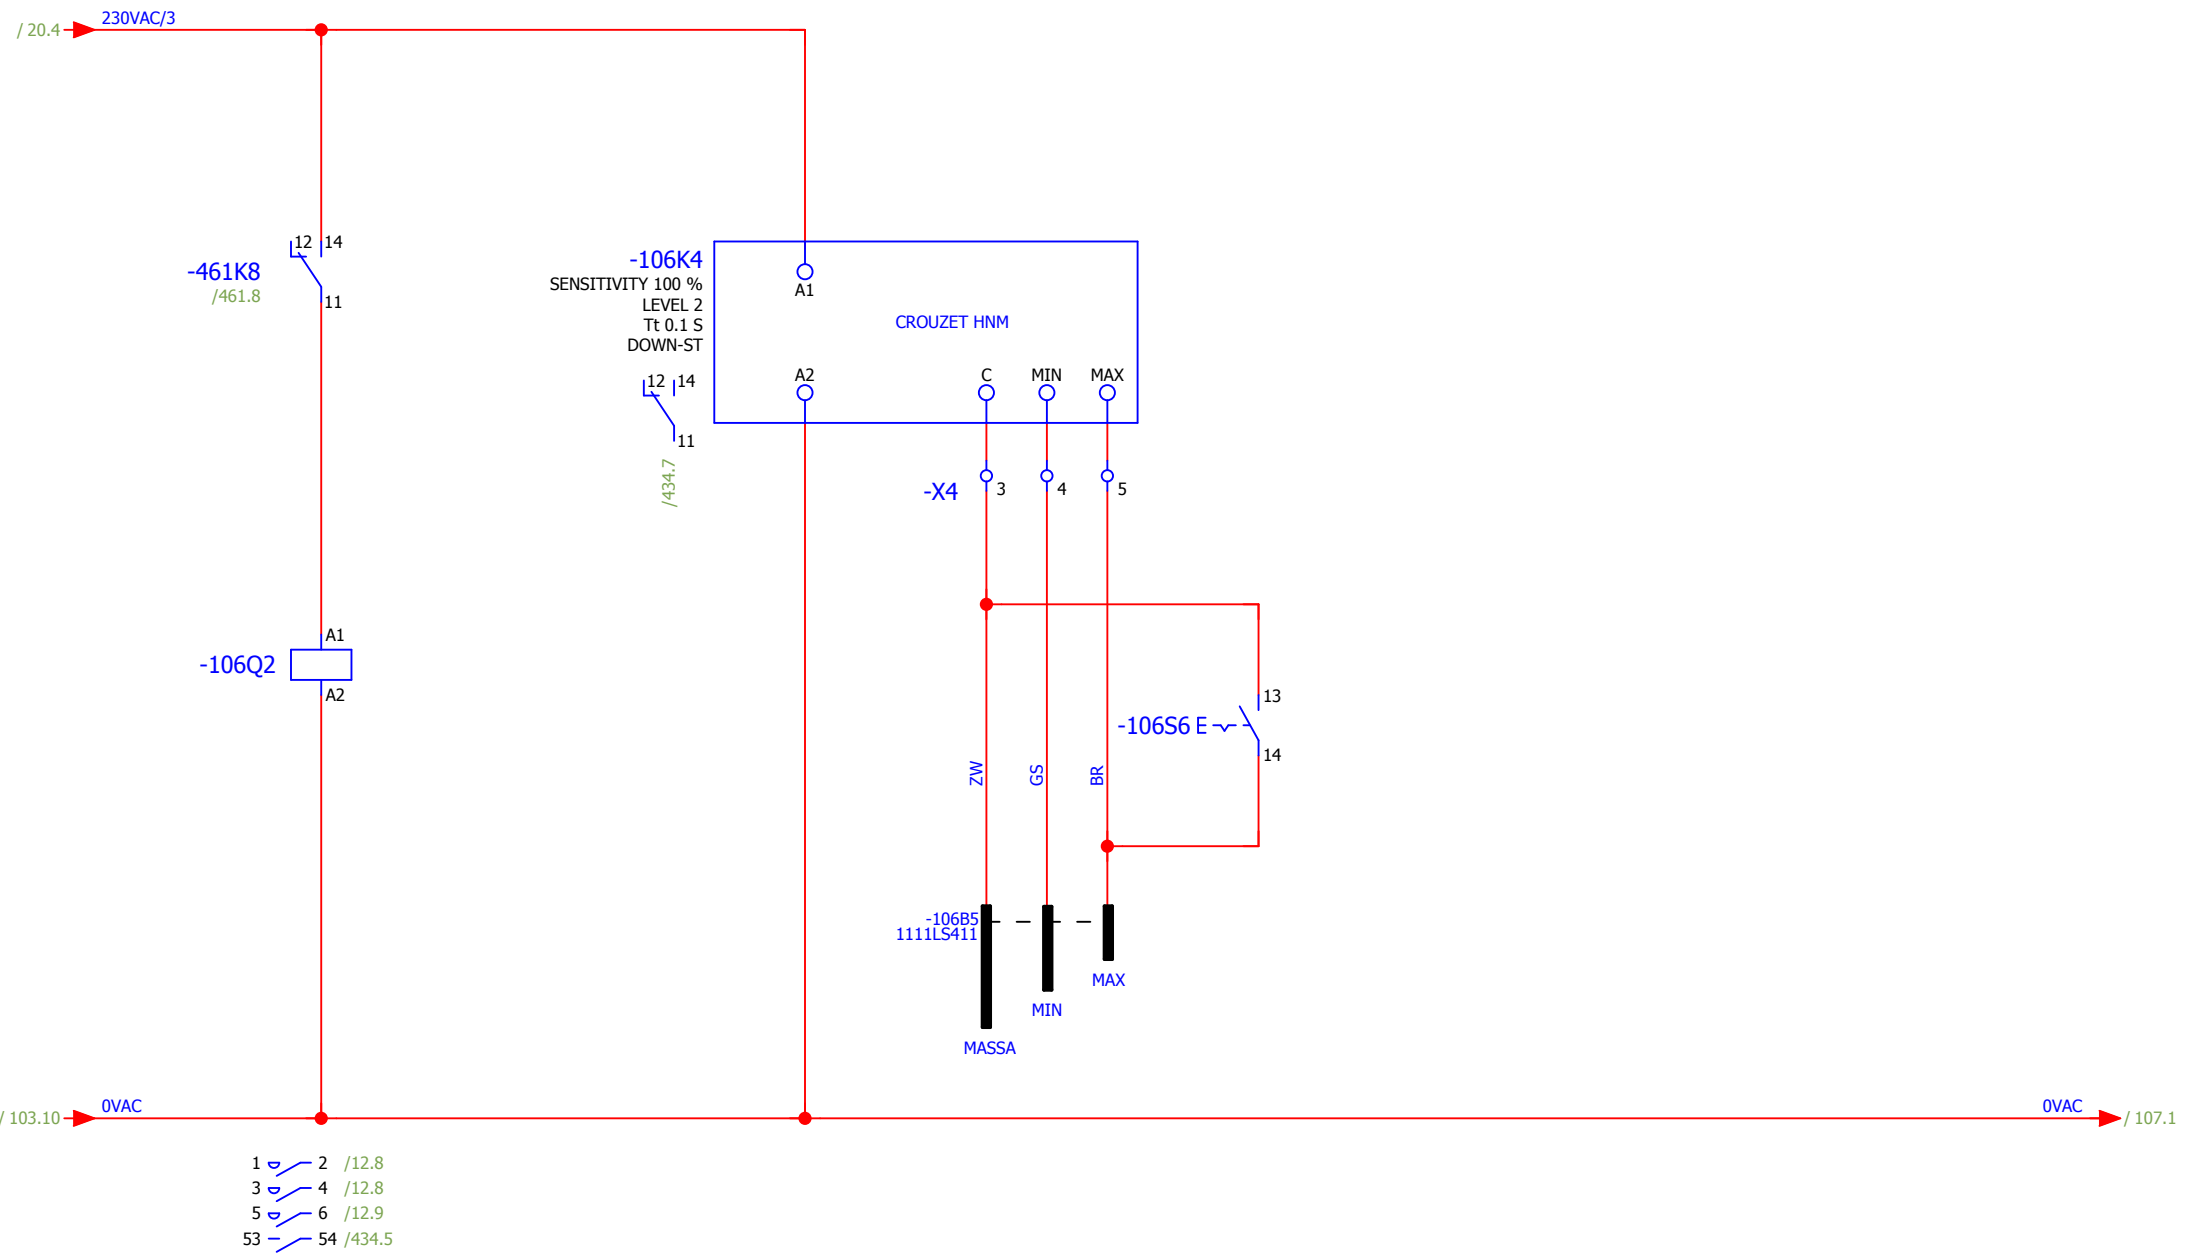 230VAC/3
/ 20.4
12 14
-461K8
/461.8
11
-106K4
SENSITIVITY 100 %
LEVEL 2
Tt 0.1 S
DOWN-ST
A1
CROUZET HNM
A2 C MIN MAX
12 14
11
/434.7
-X4 3 4 5
A1
-106Q2
A2
13
-106S6 E
14
ZW GS BR
-106B5
1111LS411
MAX
MIN
MASSA
0VAC
/ 103.10
0VAC
/ 107.1
1 2 /12.8
3 4 /12.8
5 6 /12.9
53 54 /434.5